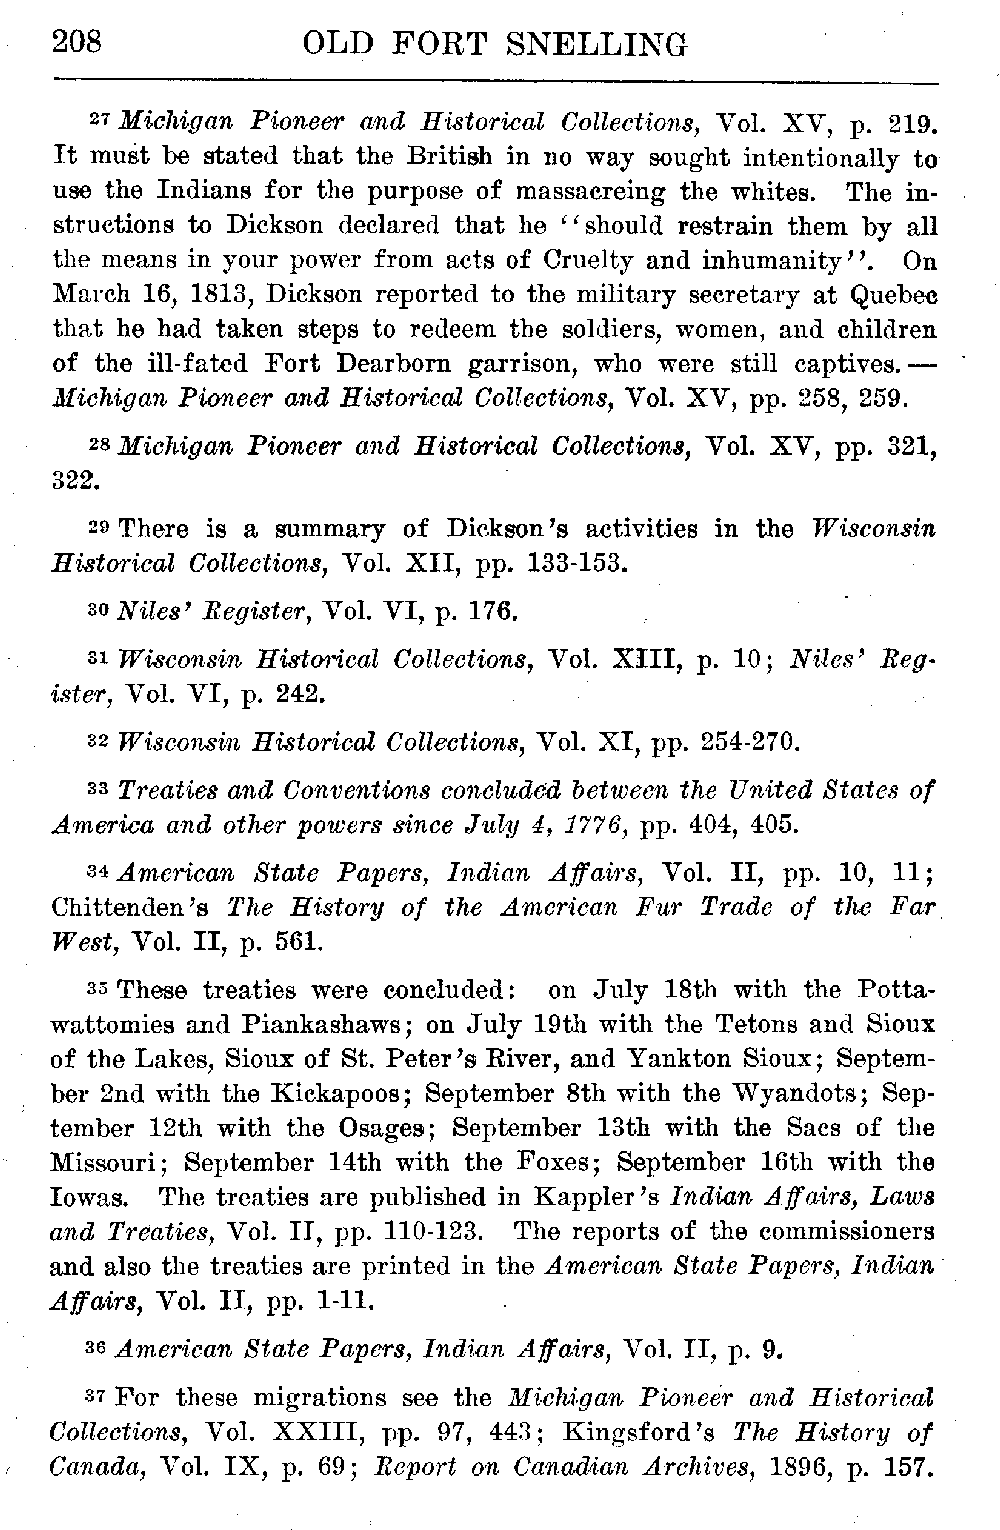 208 OLD FORT SNELLING
27 Michigan Pioneer and Historical Collections, Vol. XV, p. 219.
It must be stated that the British in no way sought intentionally to
use the Indians for the purpose of massacreing the whites. The in-
structions to Dickson declared that he ‘‘should restrain them by all
the means in your power from acts of Cruelty and inhumanity’’. On
March 16, 1813, Dickson reported to the military secretary at Quebec
that he had taken steps to redeem the soldiers, women, and children
of the ill-fated Fort Dearborn garrison, who were still captives.—
Michigan Pioneer and Historical Collections, Vol. XV, pp. 258, 259.
28 Michigan Pioneer and Historical Collections, Vol. XV, pp. 321,
322.
29 There is a summary of Dickson's activities in the Wisconsin
Historical Collections, Vol. XII, pp. 133-153.
30 Niles' Register, Vol. VI, p. 176.
31 Wisconsin Historical Collections, Vol. XIII, p. 10; Niles' Reg-
ister, Vol. VI, p. 242.
32 Wisconsin Historical Collections, Vol. XI, pp. 254-270.
33 Treaties and Conventions concluded between the United States of
America and other powers since July 4, 1776, pp. 404, 405.
34 American State Papers, Indian Affairs, Vol. II, pp. 10, 11;
Chittenden's The History of the American Fur Trade of the Far
West, Vol. II, p. 561.
35 These treaties were concluded: on July 18th with the Potta-
wattomies and Piankashaws; on July 19th with the Tetons and Sioux
of the Lakes, Sioux of St. Peter's River, and Yankton Sioux; Septem-
ber 2nd with the Kickapoos; September 8th with the Wyandots; Sep-
tember 12th with the Osages; September 13th with the Sacs of the
Missouri; September 14th with the Foxes; September 16th with the
Iowas. The treaties are published in Kappler's Indian Affairs, Laws
and Treaties, Vol. II, pp. 110-123. The reports of the commissioners
and also the treaties are printed in the American State Papers, Indian
Affairs, Vol. II, pp. 1-11.
36 American State Papers, Indian Affairs, Vol. II, p. 9.
37 For these migrations see the Michigan Pioneer and Historical
Collections, Vol. XXIII, pp. 97, 443; Kingsford's The History of
Canada, Vol. IX, p. 69; Report on Canadian Archives, 1896, p. 157.